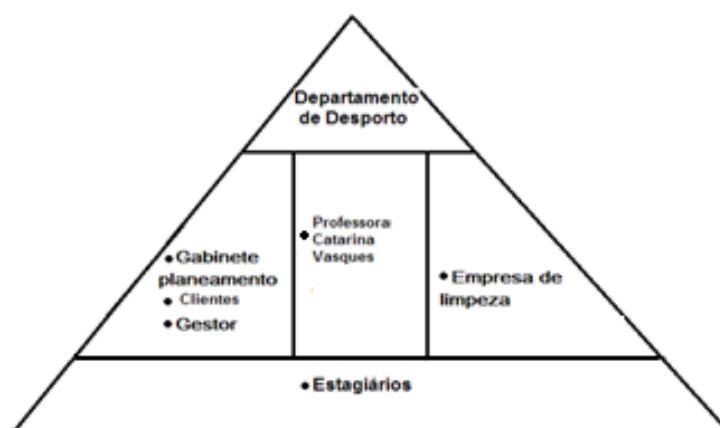 Departamento
de Desporto
• Gabinete
planeamento
• Clientes
• Gestor
• Professora
Catarina
Vasques
• Empresa de
limpeza
• Estagiários